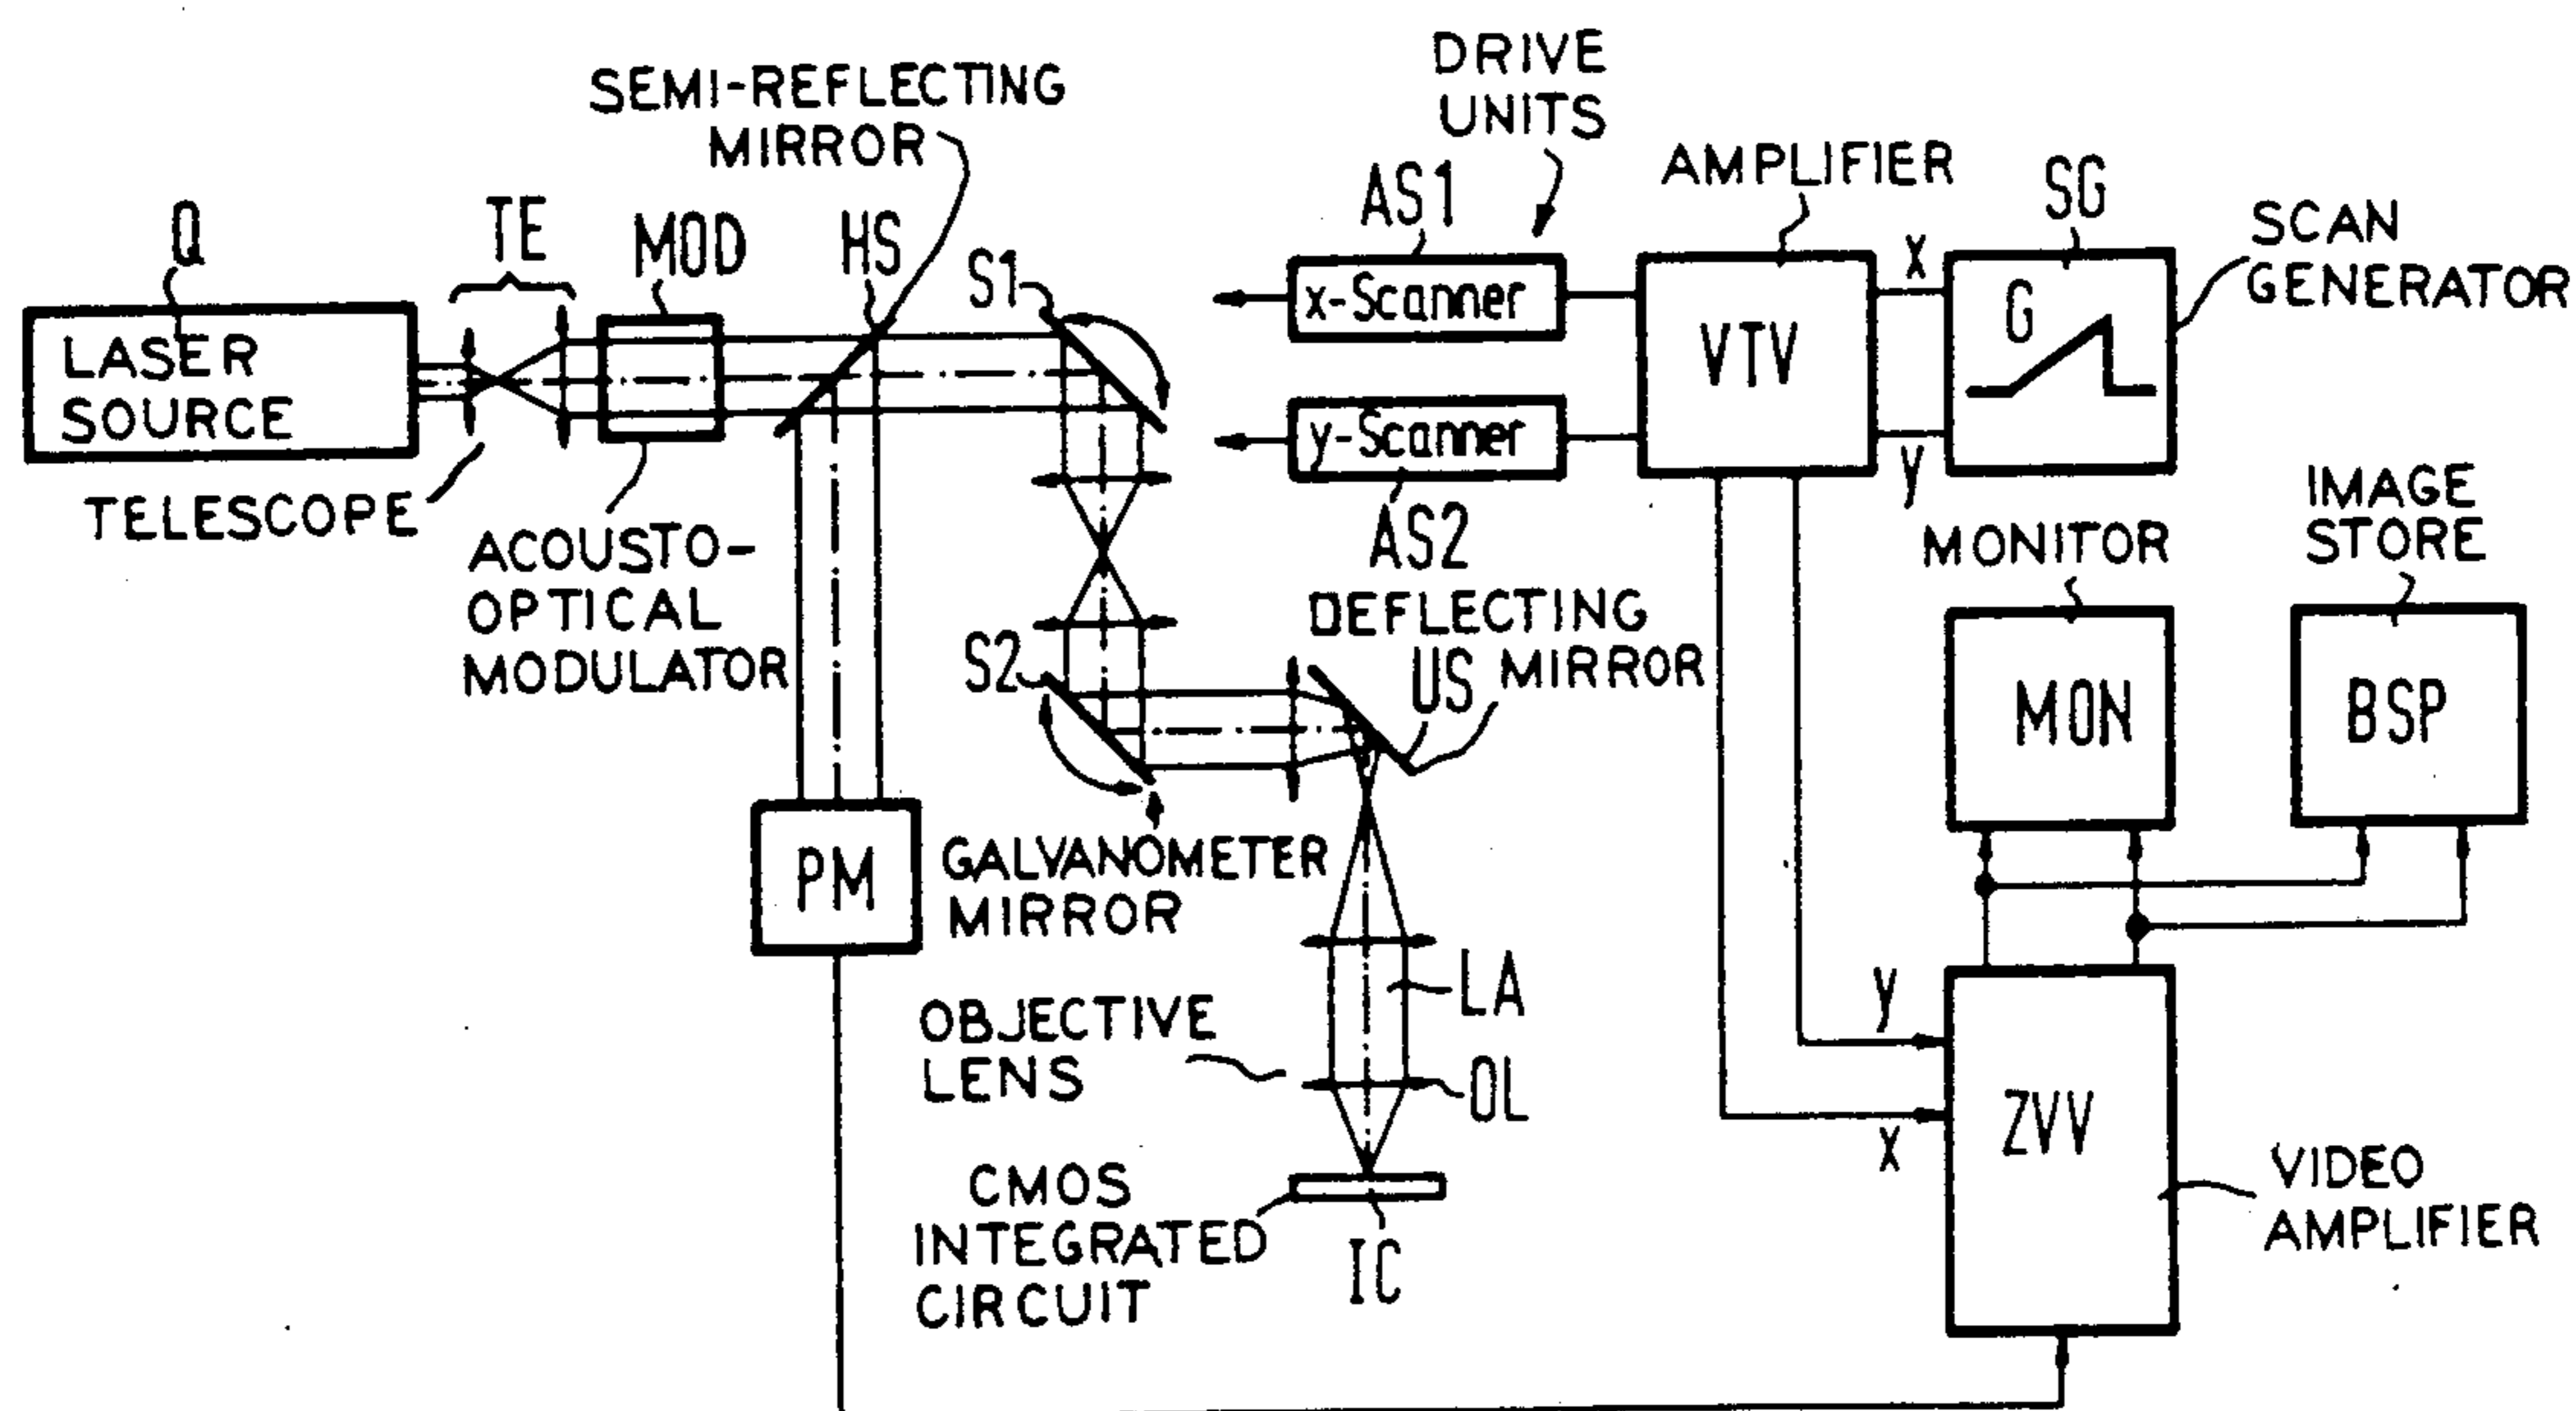 DRIVE
UNITS
SEMI-REFLECTING
MIRROR
AMPLIFIER
SG
SCAN
GENERATOR
Q
TE
MOD
HS
S1
AS1
x-Scanner
VTV
X
G
y
LASER
SOURCE
y-Scanner
AS2
TELESCOPE
ACOUSTO-
OPTICAL
MODULATOR
MONITOR
IMAGE
STORE
S2
DEFLECTING
MIRROR
US
MON
BSP
PM
GALVANOMETER
MIRROR
LA
OBJECTIVE
LENS
OL
y
x
ZVV
VIDEO
AMPLIFIER
CMOS
INTEGRATED
CIRCUIT
IC